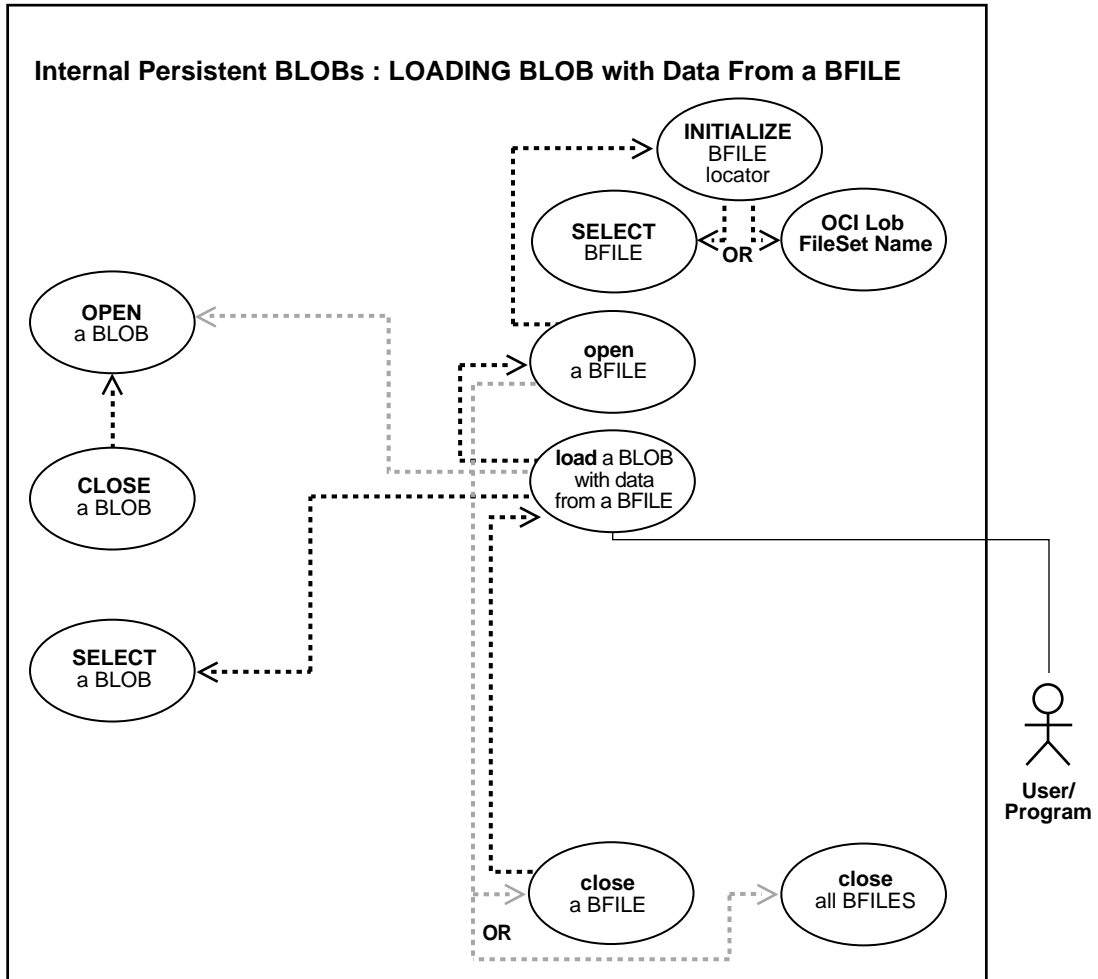 Internal Persistent BLOBs : LOADING BLOB with Data From a BFILE
INITIALIZE
BFILE
locator
SELECT
BFILE
OR
OCI Lob
FileSet Name
OPEN
a BLOB
open
a BFILE
CLOSE
a BLOB
load a BLOB
with data
from a BFILE
SELECT
a BLOB
User/
Program
close
a BFILE
OR
close
all BFILES